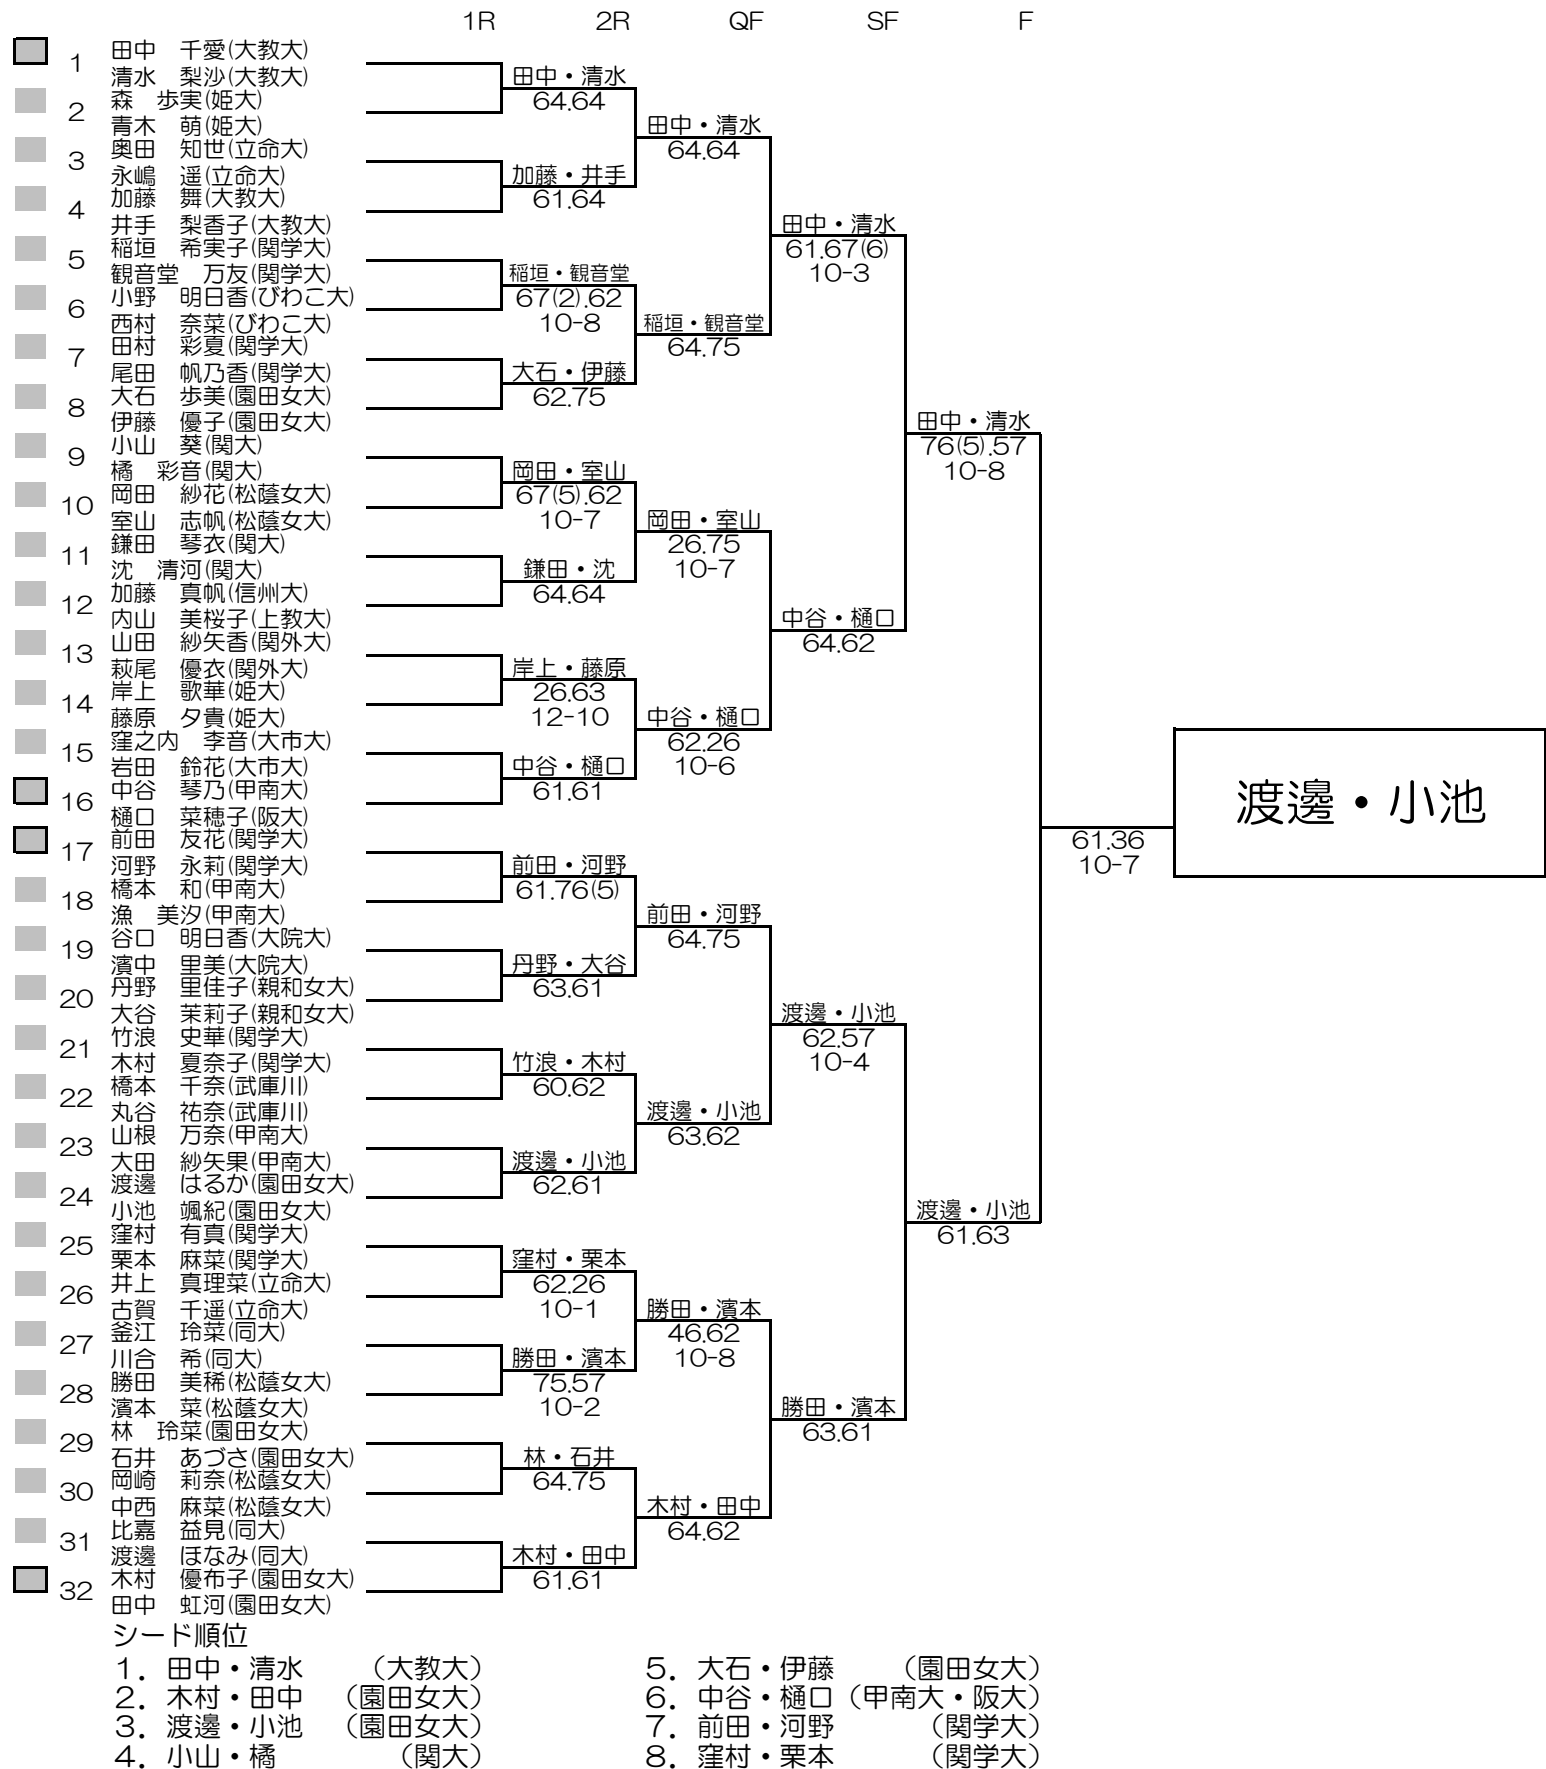 1R 2R QF SF F
1 田中 千愛(大教大)
清水 梨沙(大教大)
2 森 歩実(姫大)
青木 萌(姫大)
3 奥田 知世(立命大)
永嶋 遥(立命大)
4 加藤 舞(大教大)
井手 梨香子(大教大)
5 稲垣 希実子(関学大)
観音堂 万友(関学大)
6 小野 明日香(びわこ大)
西村 奈菜(びわこ大)
7 田村 彩夏(関学大)
尾田 帆乃香(関学大)
8 大石 歩美(園田女大)
伊藤 優子(園田女大)
9 小山 葵(関大)
橘 彩音(関大)
10 岡田 紗花(松蔭女大)
室山 志帆(松蔭女大)
11 鎌田 琴衣(関大)
沈 清河(関大)
12 加藤 真帆(信州大)
内山 美桜子(上教大)
13 山田 紗矢香(関外大)
萩尾 優衣(関外大)
14 岸上 歌華(姫大)
藤原 夕貴(姫大)
15 窪之内 李音(大市大)
岩田 鈴花(大市大)
16 中谷 琴乃(甲南大)
樋口 菜穂子(阪大)
17 前田 友花(関学大)
河野 永莉(関学大)
18 橋本 和(甲南大)
漁 美汐(甲南大)
19 谷口 明日香(大院大)
濱中 里美(大院大)
20 丹野 里佳子(親和女大)
大谷 茉莉子(親和女大)
21 竹浪 史華(関学大)
木村 夏奈子(関学大)
22 橋本 千奈(武庫川)
丸谷 祐奈(武庫川)
23 山根 万奈(甲南大)
大田 紗矢果(甲南大)
24 渡邊 はるか(園田女大)
小池 颯紀(園田女大)
25 窪村 有真(関学大)
栗本 麻菜(関学大)
26 井上 真理菜(立命大)
古賀 千遥(立命大)
27 釜江 玲菜(同大)
川合 希(同大)
28 勝田 美稀(松蔭女大)
濱本 菜(松蔭女大)
29 林 玲菜(園田女大)
石井 あづさ(園田女大)
30 岡崎 莉奈(松蔭女大)
中西 麻菜(松蔭女大)
31 比嘉 益見(同大)
渡邊 ほなみ(同大)
32 木村 優布子(園田女大)
田中 虹河(園田女大)
田中・清水
64.64
加藤・井手
61.64
稲垣・観音堂
67(2).62
10-8
大石・伊藤
62.75
岡田・室山
67(5).62
10-7
鎌田・沈
64.64
岸上・藤原
26.63
12-10
中谷・樋口
61.61
前田・河野
61.76(5)
丹野・大谷
63.61
竹浪・木村
60.62
渡邊・小池
62.61
窪村・栗本
62.26
10-1
勝田・濱本
75.57
10-2
林・石井
64.75
木村・田中
61.61
田中・清水
64.64
稲垣・観音堂
64.75
岡田・室山
26.75
10-7
中谷・樋口
62.26
10-6
前田・河野
64.75
渡邊・小池
63.62
勝田・濱本
46.62
10-8
木村・田中
64.62
田中・清水
61.67(6)
10-3
中谷・樋口
64.62
渡邊・小池
62.57
10-4
勝田・濱本
63.61
田中・清水
76(5).57
10-8
渡邊・小池
61.63
61.36
10-7
渡邊・小池
シード順位
1. 田中・清水 (大教大) 5. 大石・伊藤 (園田女大)
2. 木村・田中 (園田女大) 6. 中谷・樋口 (甲南大・阪大)
3. 渡邊・小池 (園田女大) 7. 前田・河野 (関学大)
4. 小山・橘 (関大) 8. 窪村・栗本 (関学大)